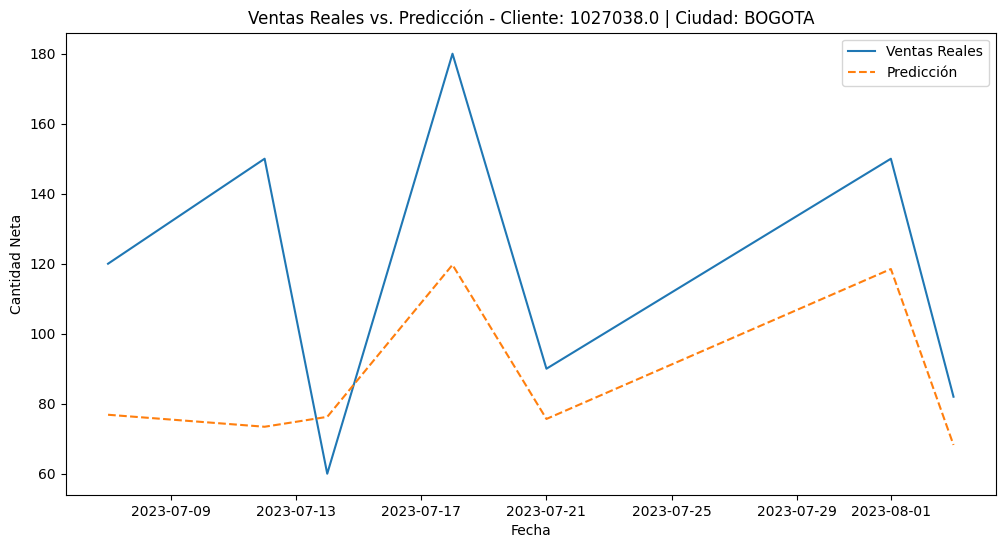 Ventas Reales vs. Predicción - Cliente: 1027038.0 | Ciudad: BOGOTA
Ventas Reales
Predicción
Cantidad Neta
180
160
140
120
100
80
60
2023-07-09
2023-07-13
2023-07-17
2023-07-21
2023-07-25
2023-07-29
2023-08-01
Fecha